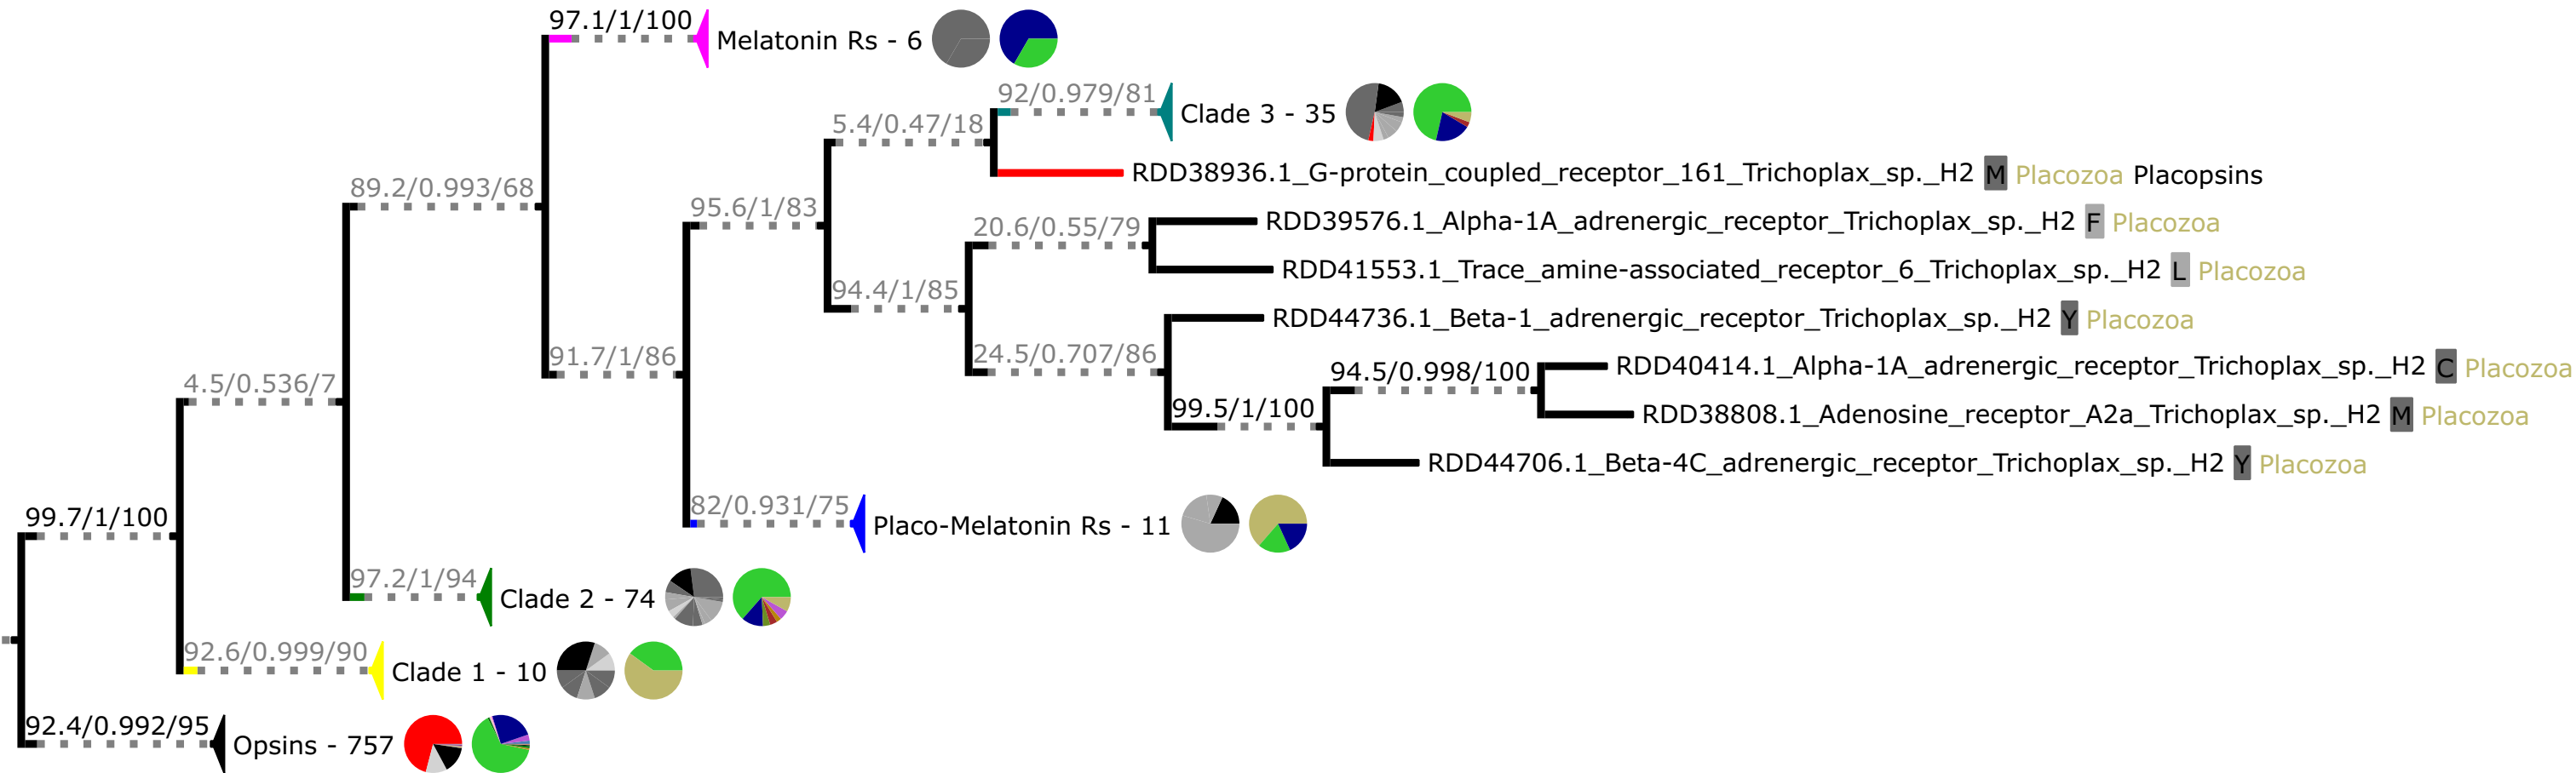 97.1/1/100
Melatonin Rs - 6
92/0.979/81
Clade 3 - 35
5.4/0.47/18
RDD38936.1_G-protein_coupled_receptor_161_Trichoplax_sp._H2 M Placozoa Placopsins
89.2/0.993/68
95.6/1/83
20.6/0.55/79
RDD39576.1_Alpha-1A_adrenergic_receptor_Trichoplax_sp._H2 F Placozoa
RDD41553.1_Trace_amine-associated_receptor_6_Trichoplax_sp._H2 L Placozoa
94.4/1/85
RDD44736.1_Beta-1_adrenergic_receptor_Trichoplax_sp._H2 Y Placozoa
91.7/1/86
24.5/0.707/86
RDD40414.1_Alpha-1A_adrenergic_receptor_Trichoplax_sp._H2 C Placozoa
94.5/0.998/100
4.5/0.536/7
99.5/1/100
RDD38808.1_Adenosine_receptor_A2a_Trichoplax_sp._H2 M Placozoa
RDD44706.1_Beta-4C_adrenergic_receptor_Trichoplax_sp._H2 Y Placozoa
82/0.931/75
99.7/1/100
Placo-Melatonin Rs - 11
97.2/1/94
Clade 2 - 74
92.6/0.999/90
Clade 1 - 10
92.4/0.992/95
Opsins - 757